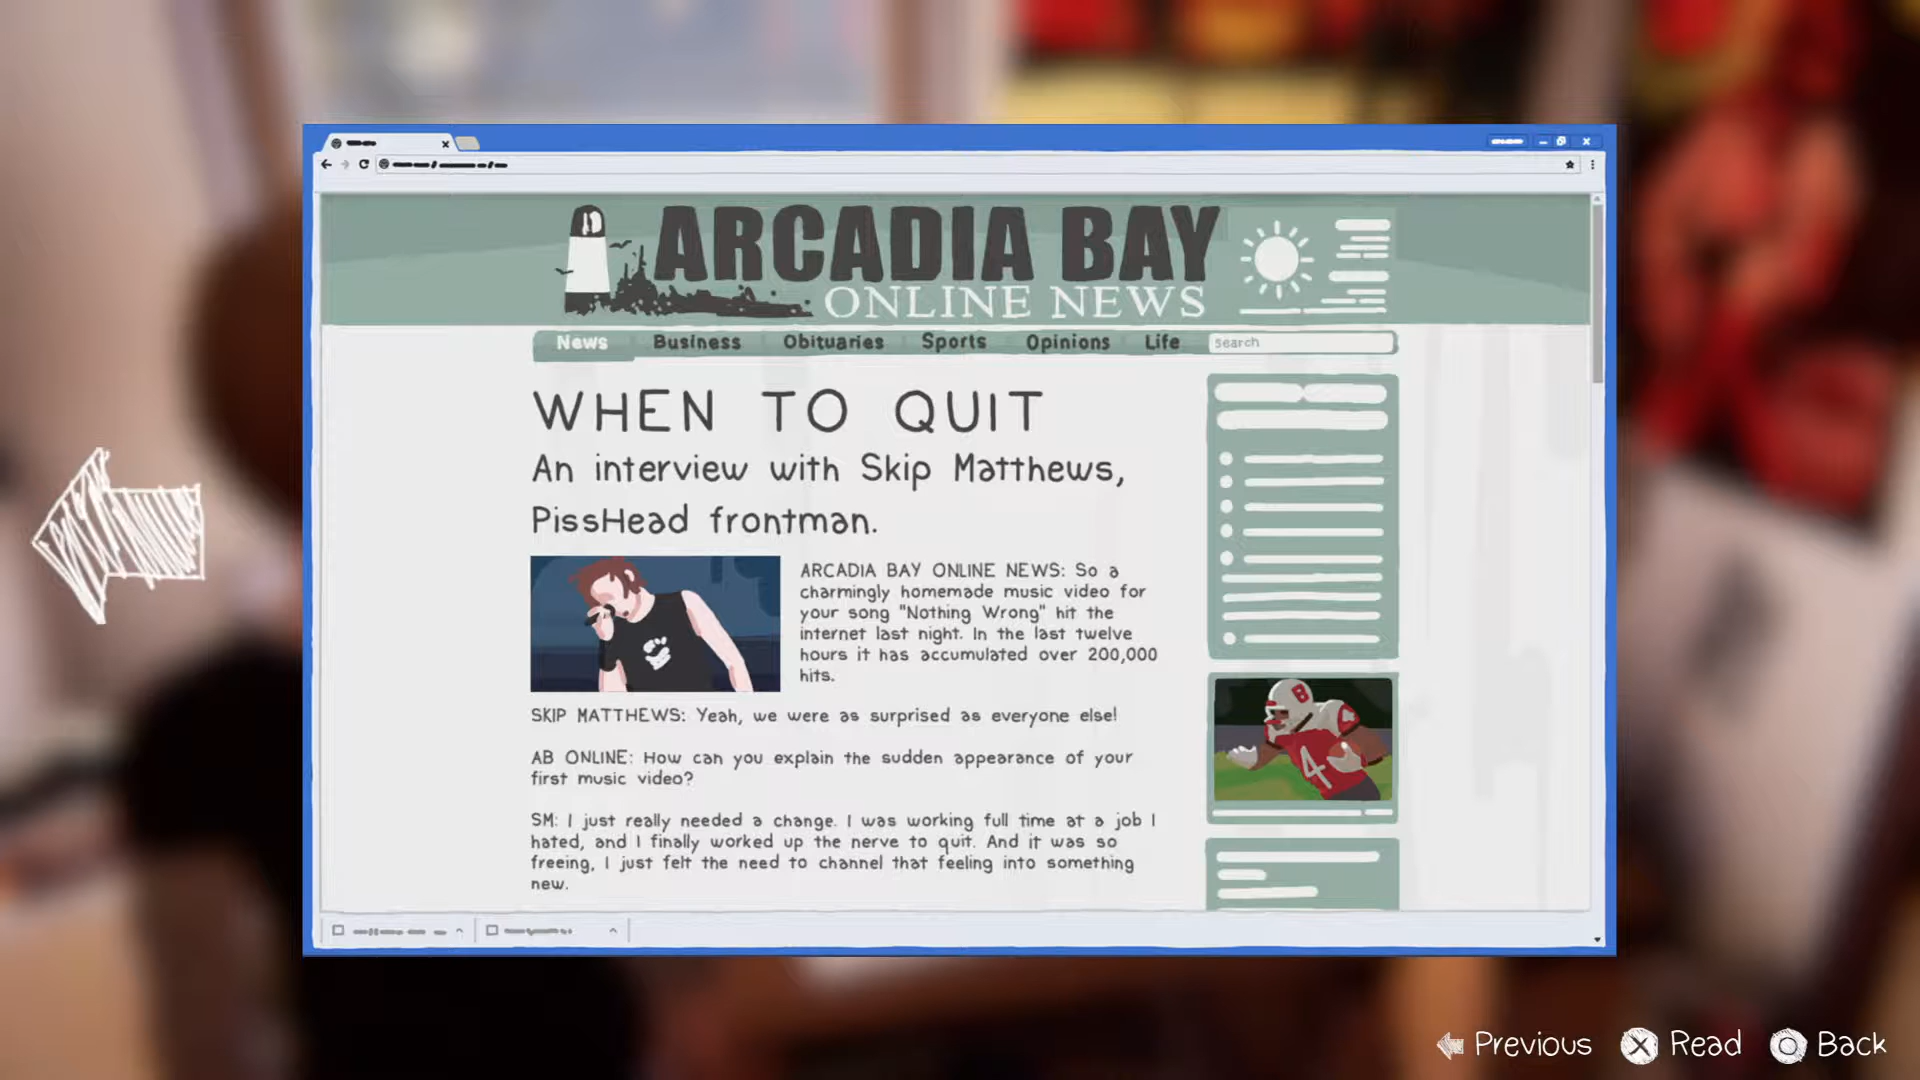 ARCADIA BAY
ONLINE NEWS
News Business Obituaries Sports Opinions Life Search
WHEN TO QUIT
An interview with Skip Matthews,
PissHead frontman.
ARCADIA BAY ONLINE NEWS: So a
charmingly homemade music video for
your song "Nothing Wrong" hit the
internet last night. In the last twelve
hours it has accumulated over 200,000
hits.
SKIP MATTHEWS: Yeah, we were as surprised as everyone else!
AB ONLINE: How can you explain the sudden appearance of your
first music video?
SM: I just really needed a change. I was working full time at a job I
hated, and I finally worked up the nerve to quit. And it was so
freeing, I just felt the need to channel that feeling into something
new.
B
4
Previous Read Back